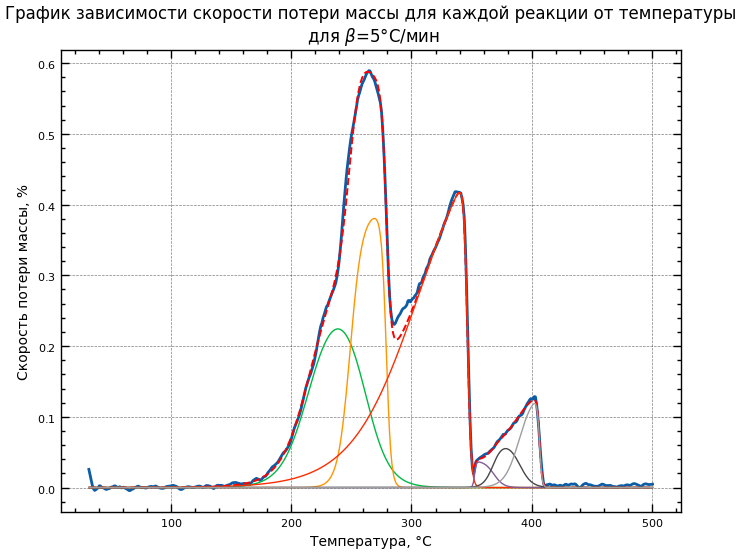 График зависимости скорости потери массы для каждой реакции от температуры
для β=5°C/мин
Скорость потери массы, %
0.6
0.5
0.4
0.3
0.2
0.1
0.0
100 200 300 400 500
Температура, °C